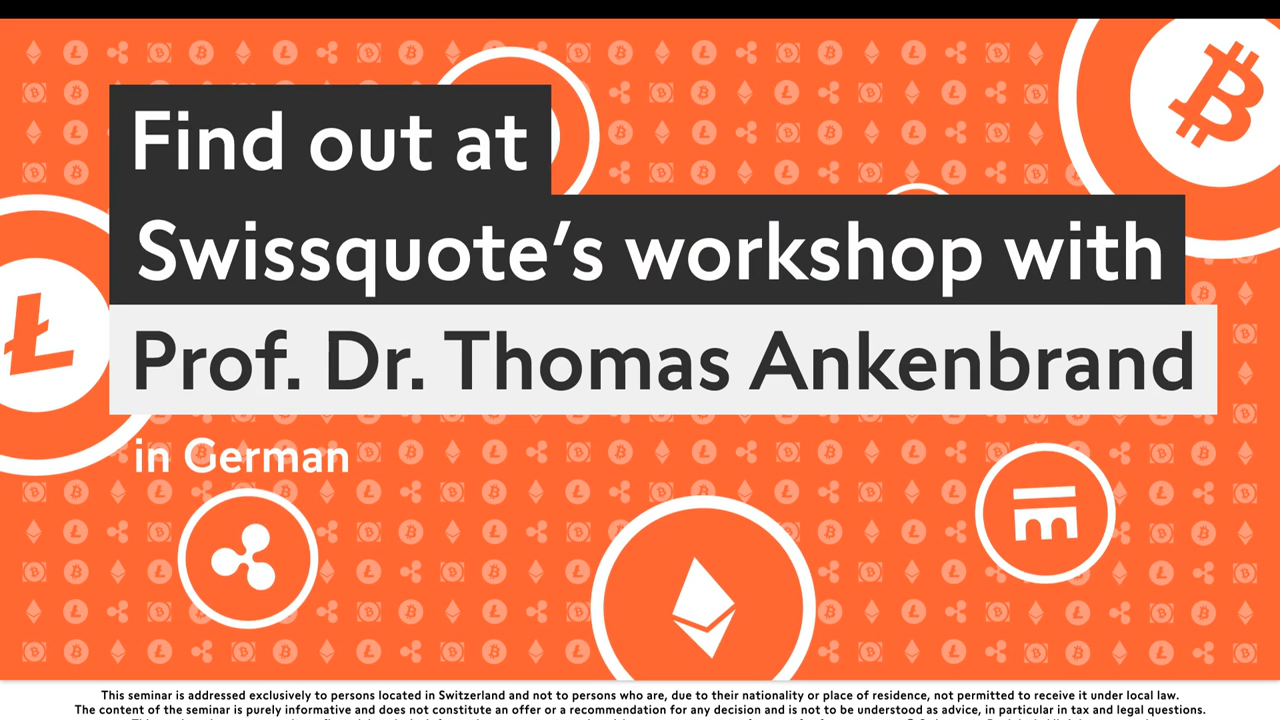 Find out at
Swissquote's workshop with
Prof. Dr. Thomas Ankenbrand
in German
This seminar is addressed exclusively to persons located in Switzerland and not to persons who are, due to their nationality or place of residence, not permitted to receive it under local law.
The content of the seminar is purely informative and does not constitute an offer or a recommendation for any decision and is not to be understood as advice, in particular in tax and legal questions.